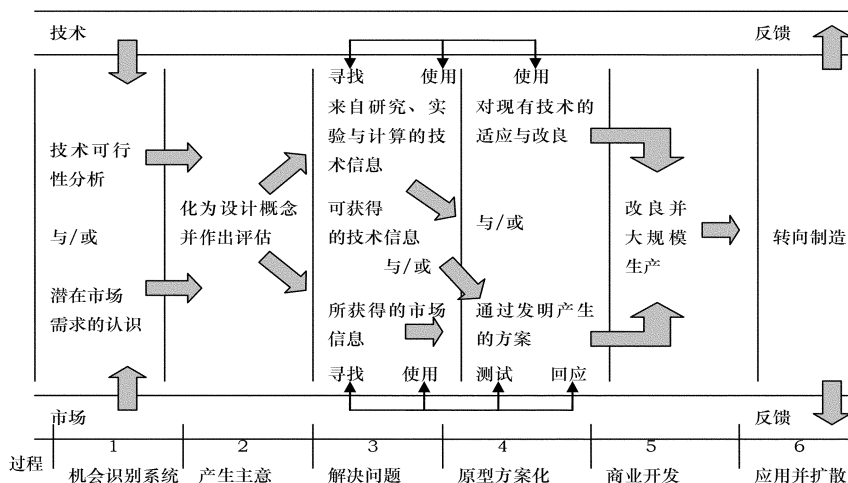 技术
反馈
寻找
使用
使用
技术可行
性分析
与/或
潜在市场
需求的认识
化为设计概念
并作出评估
来自研究、实
验与计算的技
术信息
可获得
的技术信息
与/或
所获得的市场
信息
寻找
使用
对现有技术的
适应与改良
与/或
通过发明产生
的方案
测试
回应
改良并
大规模
生产
转向制造
市场
反馈
过程
1
2
3
4
5
6
机会识别系统
产生主意
解决问题
原型方案化
商业开发
应用并扩散